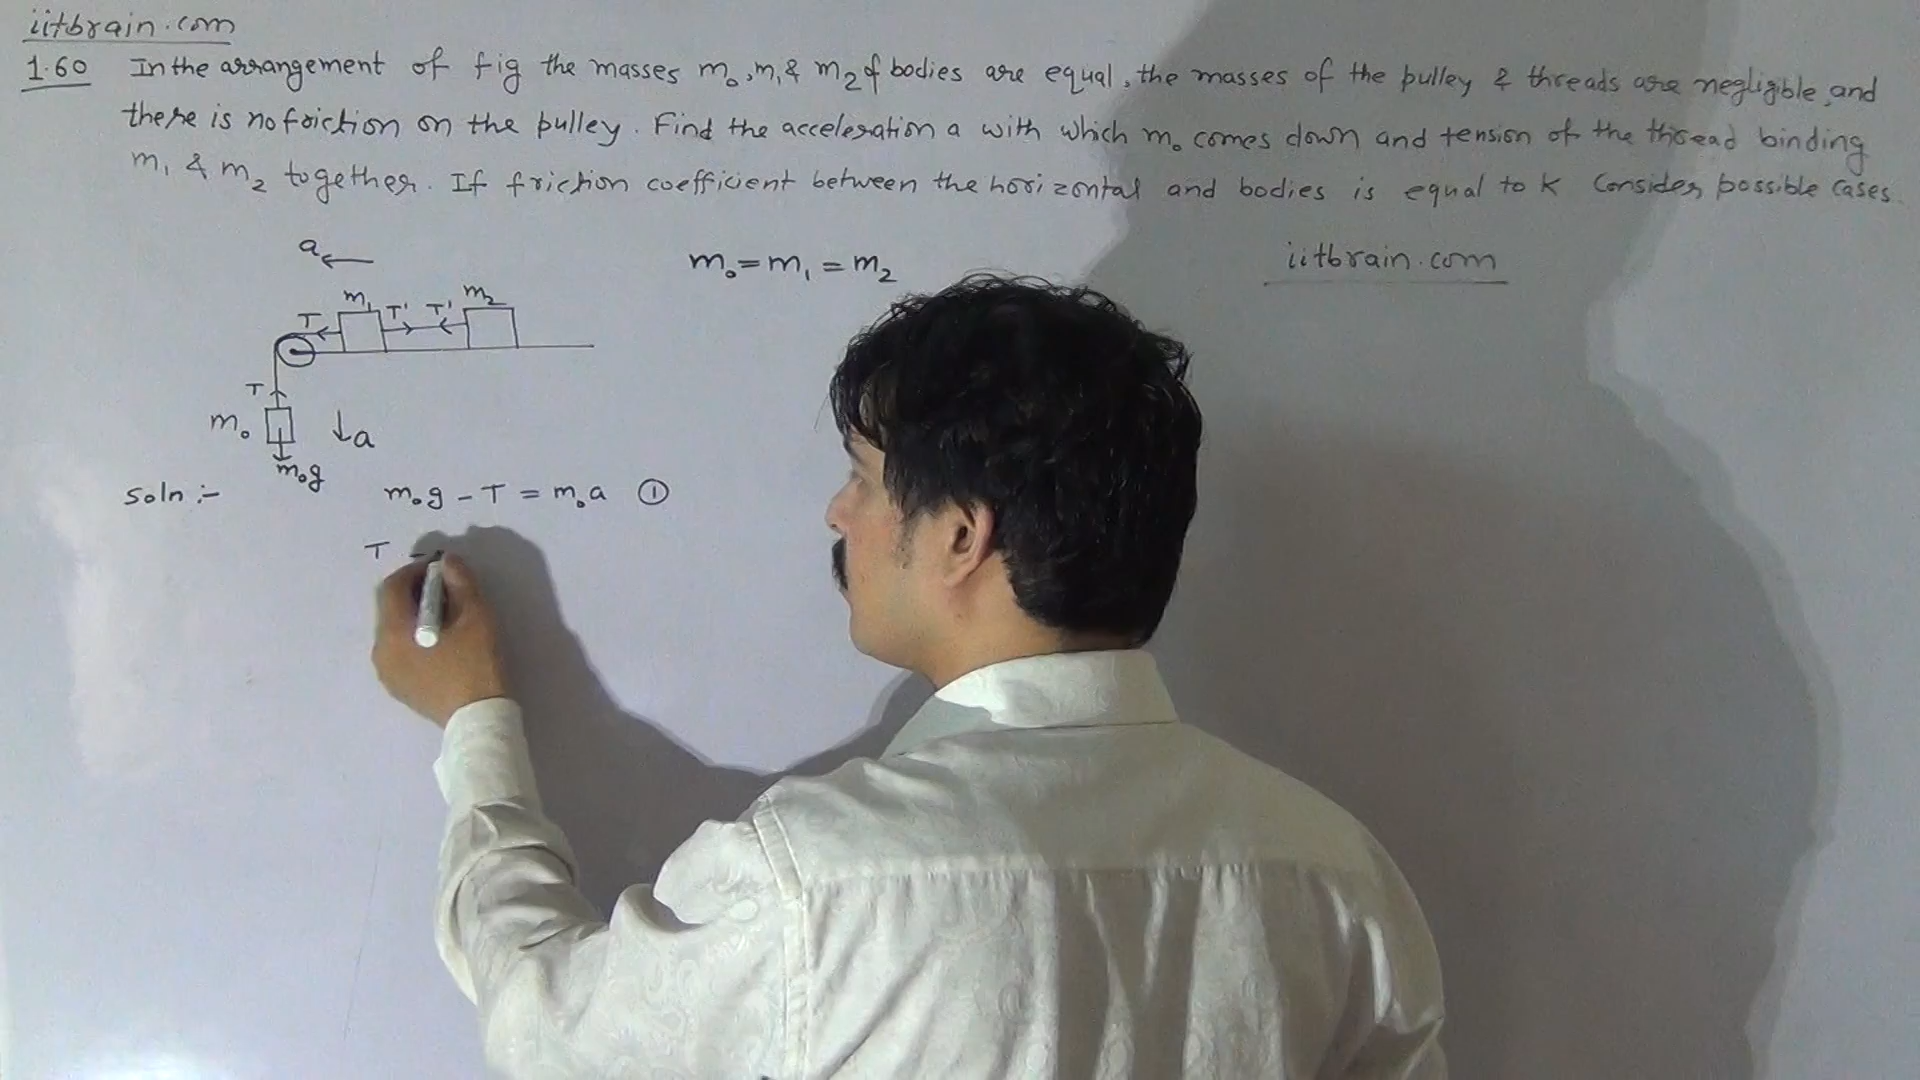 iitbrain.com
1.60 In the arrangement of fig the masses m₀, m₁ & m₂ of bodies are equal, the masses of the pulley & threads are negligible, and
there is no friction on the pulley. Find the acceleration a with which m₀ comes down and tension of the thread binding
m₁ & m₂ together. If friction coefficient between the horizontal and bodies is equal to K Consider possible cases.
a
m₀ = m₁ = m₂
iitbrain.com
m₁ m₂
T T' T'
T
m₀ a
m₀g
Soln :- m₀g - T = m₀a ①
T -